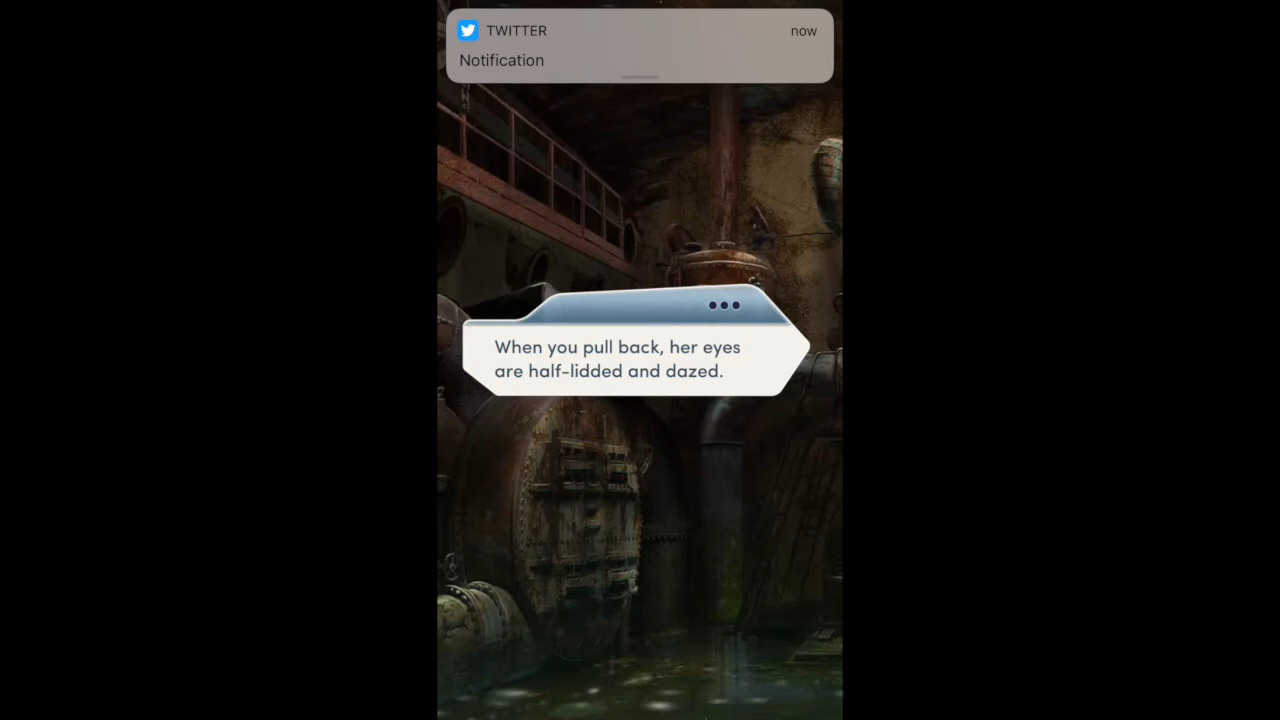 TWITTER now
Notification
When you pull back, her eyes
are half-lidded and dazed.